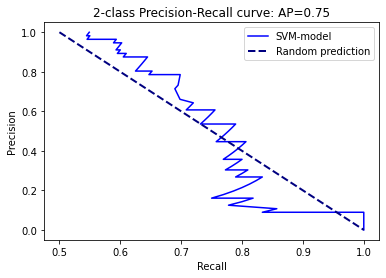 2-class Precision-Recall curve: AP=0.75
SVM-model
Random prediction
Precision
1.0
0.8
0.6
0.4
0.2
0.0
0.5 0.6 0.7 0.8 0.9 1.0
Recall